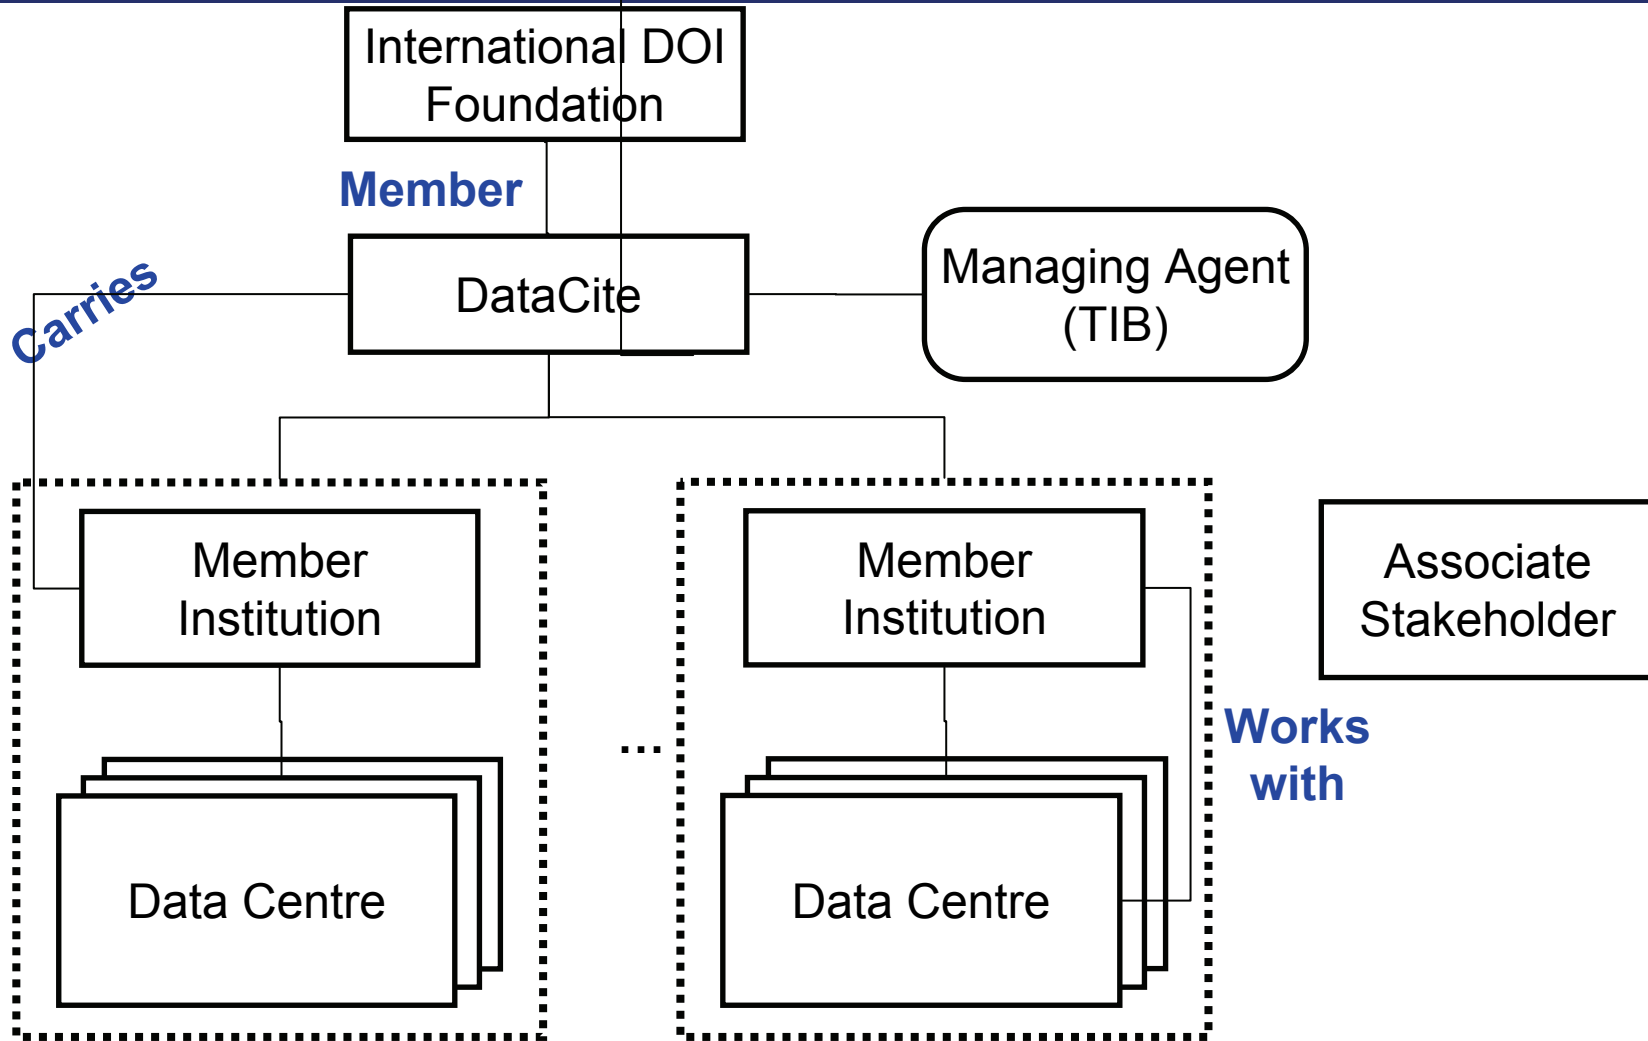 International DOI
Foundation
Member
DataCite
Managing Agent
(TIB)
Carries
Member
Institution
Member
Institution
Associate
Stakeholder
...
Works
with
Data Centre
Data Centre